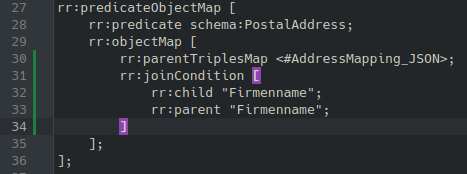 27 rr:predicateObjectMap [
28 rr:predicate schema:PostalAddress;
29 rr:objectMap [
30 rr:parentTriplesMap <#AddressMapping_JSON>;
31 rr:joinCondition [
32 rr:child "Firmenname";
33 rr:parent "Firmenname";
34 ]
35 ];
36 ];